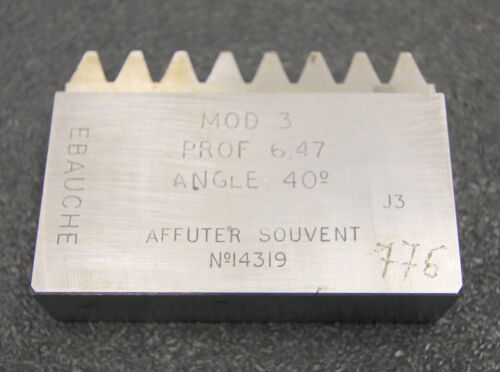 MOD 3
PROF 6.47
ANGLE 40º
EBAUCHE
J3
AFFUTER SOUVENT
Nº14319
776